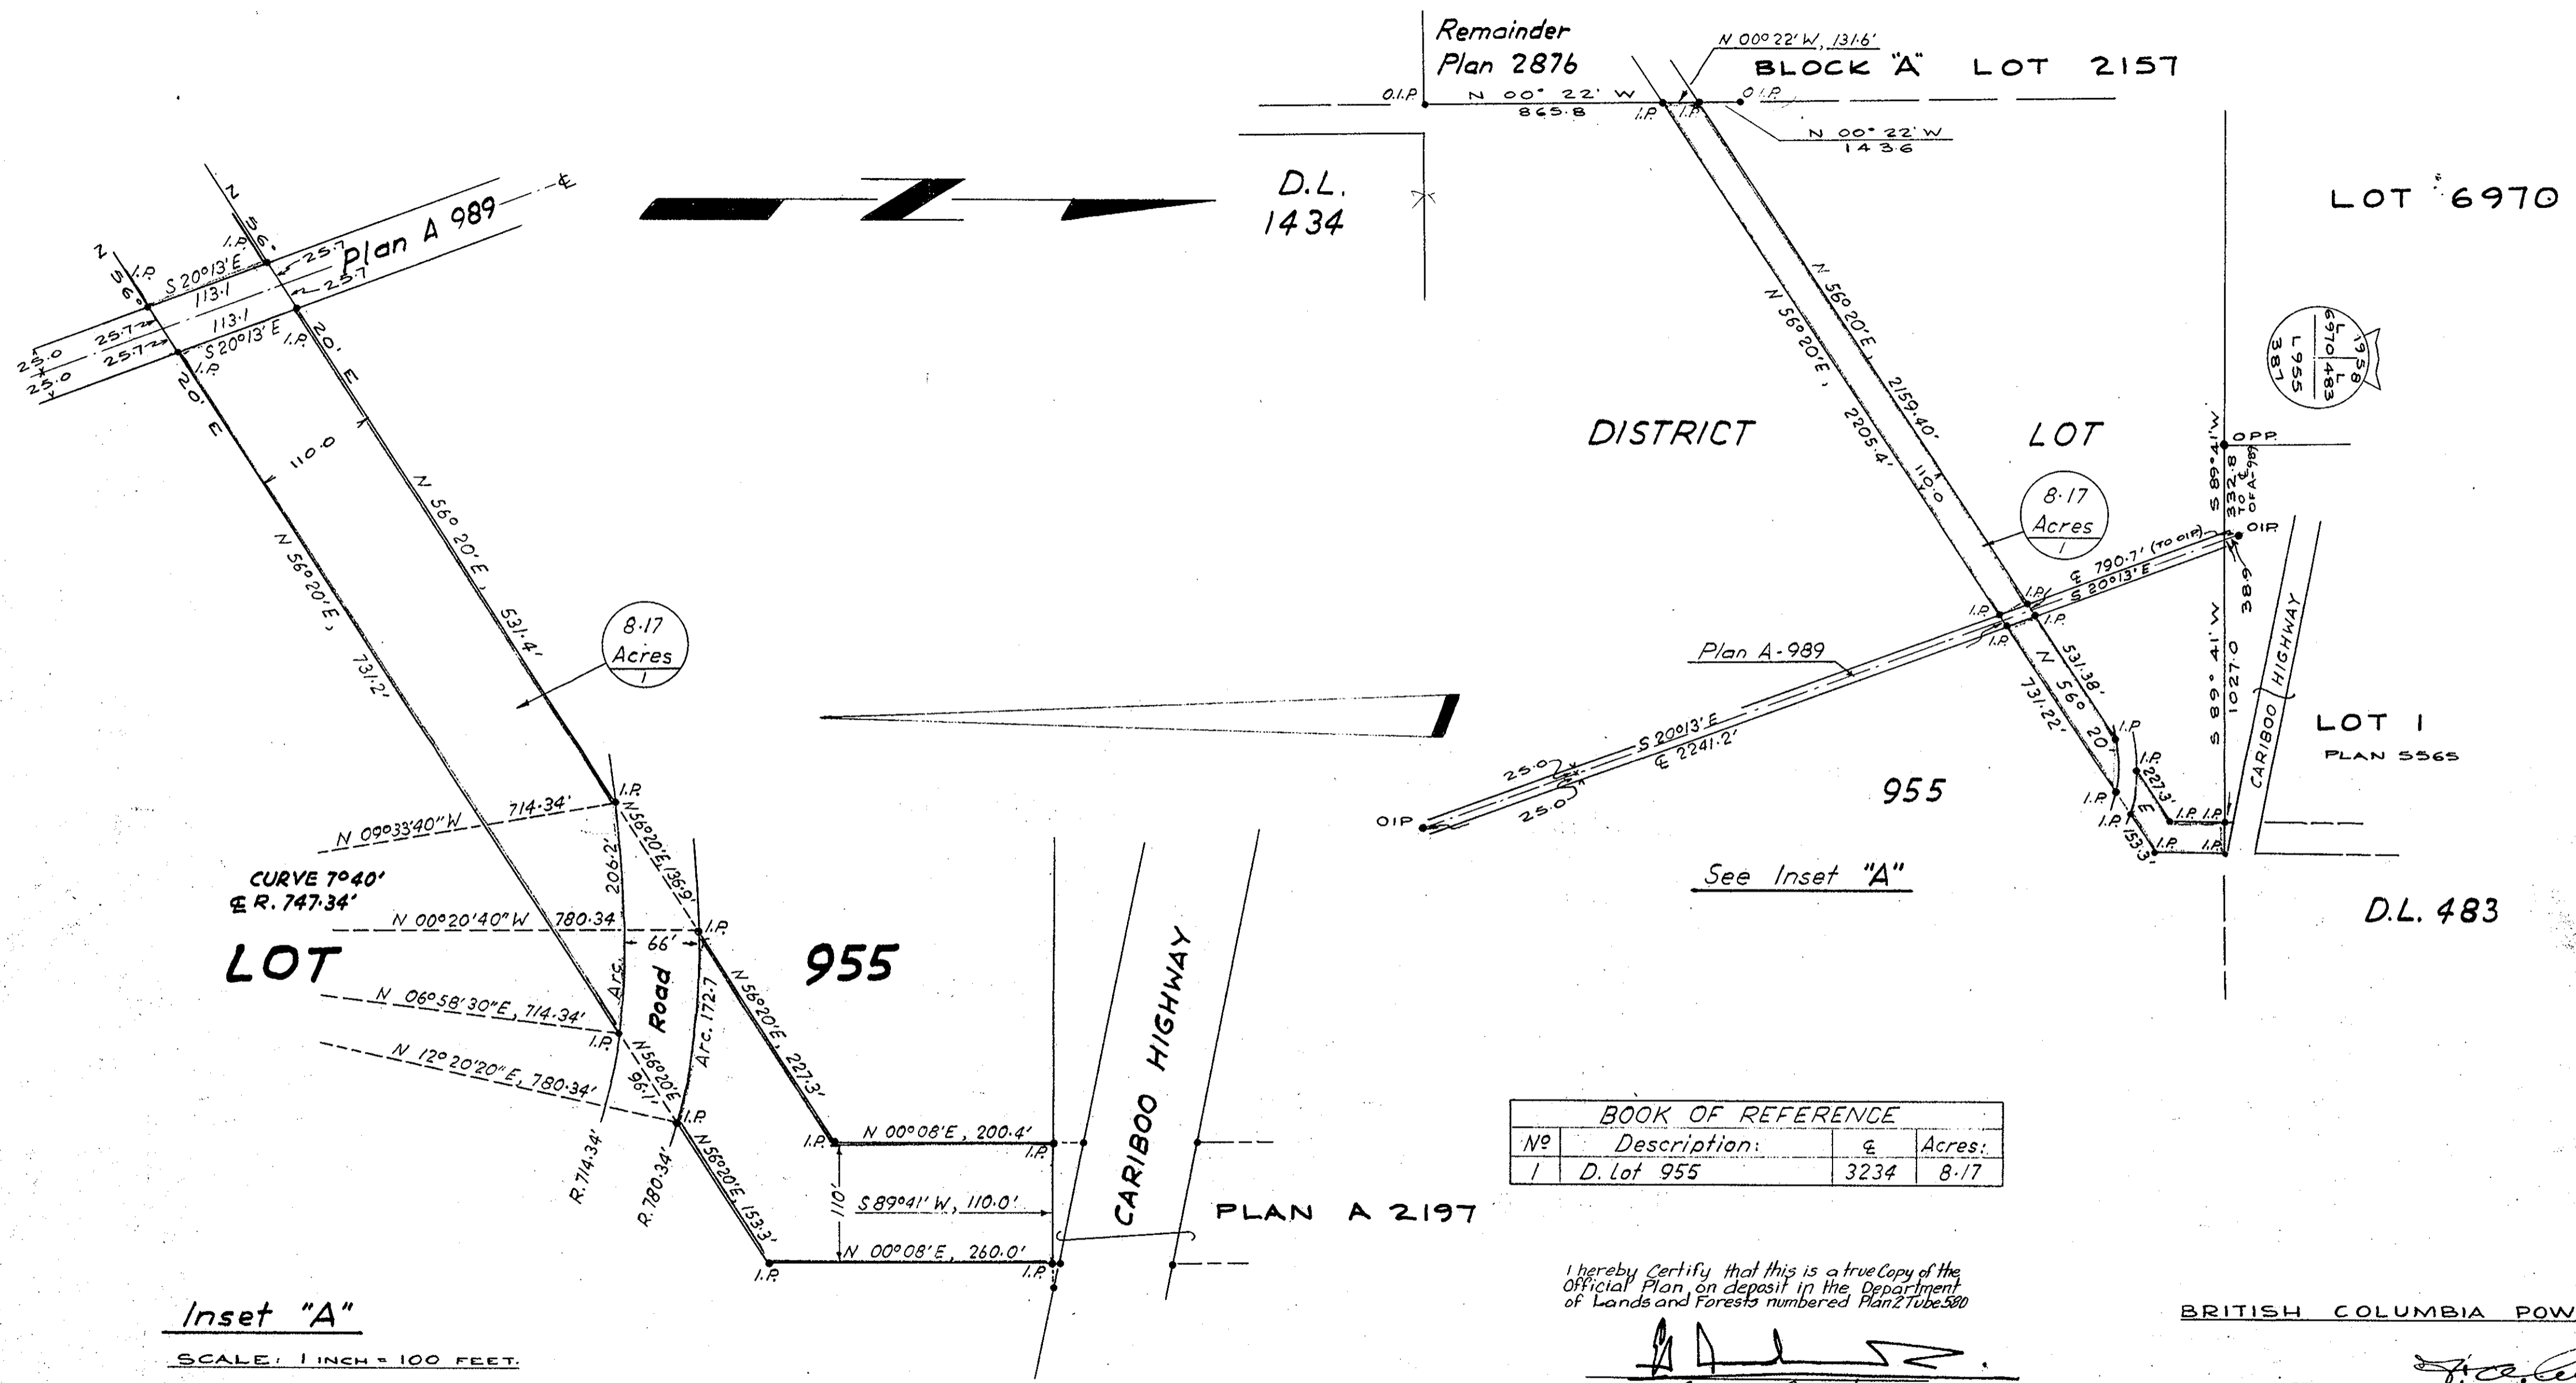 Remainder
Plan 2876
N 00° 22' W, 131.6'
BLOCK "A" LOT 2157
O.I.P.
N 00° 22' W
865.8
I.P.
I.P.
O.I.P.
N 00° 22' W
143.6
D.L.
1434
LOT 6970
N 56° 20' E, 2159.40'
N 56° 20' E, 2205.4'
110.0
DISTRICT LOT
955
8.17
Acres
1
1958
L 6970
L 483
L 955
387
S 89° 41' W
332.8
TO ℄
OF A-989
OPP.
OIP.
℄ 790.7' (TO OIP.)
S 20° 13' E
38.9
S 89° 41' W
1027.0
CARIBOO HIGHWAY
LOT 1
PLAN 5565
I.P.
I.P.
I.P.
I.P.
Plan A-989
531.38'
N 56° 20' E
731.22'
S 20° 13' E
℄ 2241.2'
25.0
25.0
OIP
I.P.
I.P.
227.3'
I.P.
I.P.
153.3'
I.P. I.P.
I.P. I.P.
See Inset "A"
D.L. 483
Plan A 989
℄
N 56° 20' E
N 56° 20' E
I.P.
I.P.
S 20° 13' E
113.1
113.1
S 20° 13' E
I.P.
I.P.
25.7
25.7
25.7
25.7
25.0
25.0
110.0
N 56° 20' E, 531.4'
N 56° 20' E, 731.2'
8.17
Acres
1
I.P.
N 09° 33' 40" W 714.34'
N 56° 20' E, 136.9'
CURVE 7° 40'
℄ R. 747.34'
Arc. 206.2'
N 00° 20' 40" W 780.34
I.P.
66'
LOT 955
Road
N 06° 58' 30" E, 714.34'
I.P.
Arc. 172.7
N 56° 20' E, 227.3'
N 12° 20' 20" E, 780.34'
N 56° 20' E
96.1'
I.P.
R. 714.34'
R. 780.34'
N 56° 20' E, 153.3'
I.P.
N 00° 08' E, 200.4'
I.P.
110'
S 89° 41' W, 110.0'
N 00° 08' E, 260.0'
I.P.
I.P.
CARIBOO HIGHWAY
PLAN A 2197
Inset "A"
SCALE: 1 INCH = 100 FEET.
BOOK OF REFERENCE
Nº Description: ℄ Acres:
1 D. Lot 955 3234 8.17
I hereby Certify that this is a true Copy of the
Official Plan on deposit in the Department
of Lands and Forests numbered Plan 2 Tube 580
BRITISH COLUMBIA POW